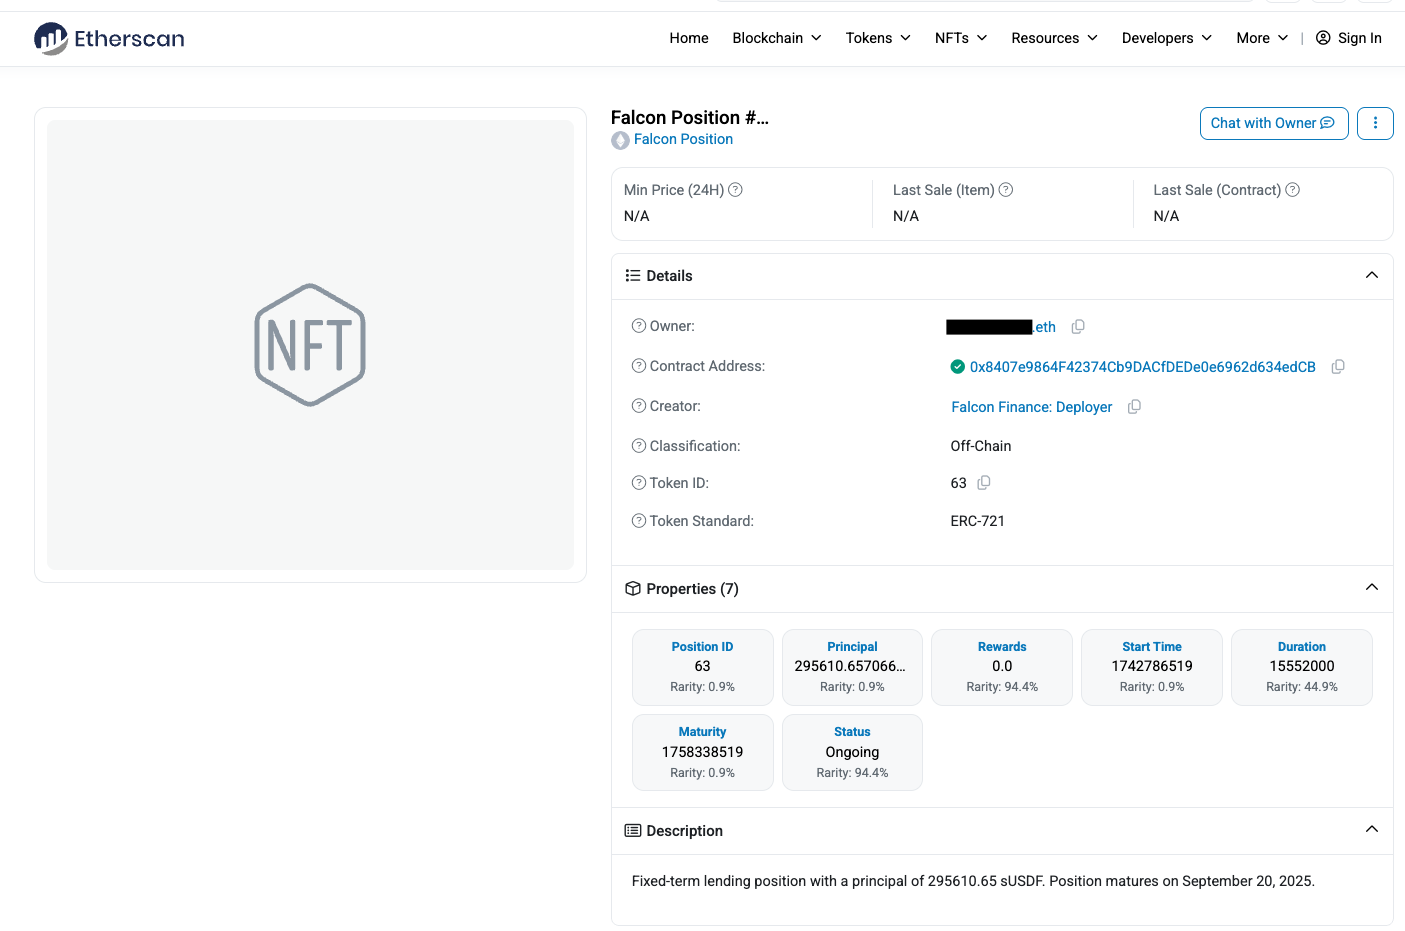 Etherscan
Home Blockchain Tokens NFTs Resources Developers More | Sign In
NFT
Falcon Position #...
Falcon Position
Chat with Owner
Min Price (24H)
N/A
Last Sale (Item)
N/A
Last Sale (Contract)
N/A
Details
Owner: .eth
Contract Address: 0x8407e9864F42374Cb9DACfDEDe0e6962d634edCB
Creator: Falcon Finance: Deployer
Classification: Off-Chain
Token ID: 63
Token Standard: ERC-721
Properties (7)
Position ID
63
Rarity: 0.9%
Principal
295610.657066...
Rarity: 0.9%
Rewards
0.0
Rarity: 94.4%
Start Time
1742786519
Rarity: 0.9%
Duration
15552000
Rarity: 44.9%
Maturity
1758338519
Rarity: 0.9%
Status
Ongoing
Rarity: 94.4%
Description
Fixed-term lending position with a principal of 295610.65 sUSDF. Position matures on September 20, 2025.